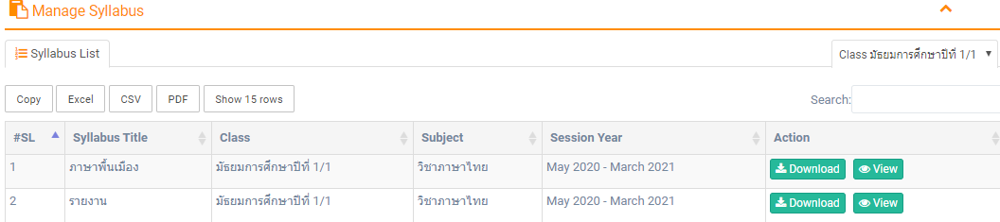 Manage Syllabus
Syllabus List
Class มัธยมการศึกษาปีที่ 1/1
Copy Excel CSV PDF Show 15 rows Search:
#SL Syllabus Title Class Subject Session Year Action
1 ภาษาพื้นเมือง มัธยมการศึกษาปีที่ 1/1 วิชาภาษาไทย May 2020 - March 2021 Download View
2 รายงาน มัธยมการศึกษาปีที่ 1/1 วิชาภาษาไทย May 2020 - March 2021 Download View